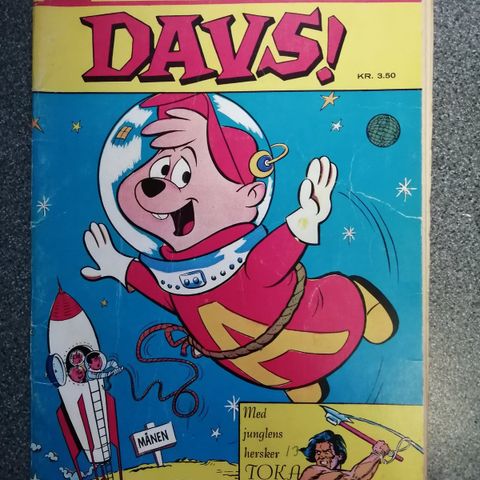 DAVS!
KR. 3.50
A
MÅNEN
Med
junglens
hersker
TOKA